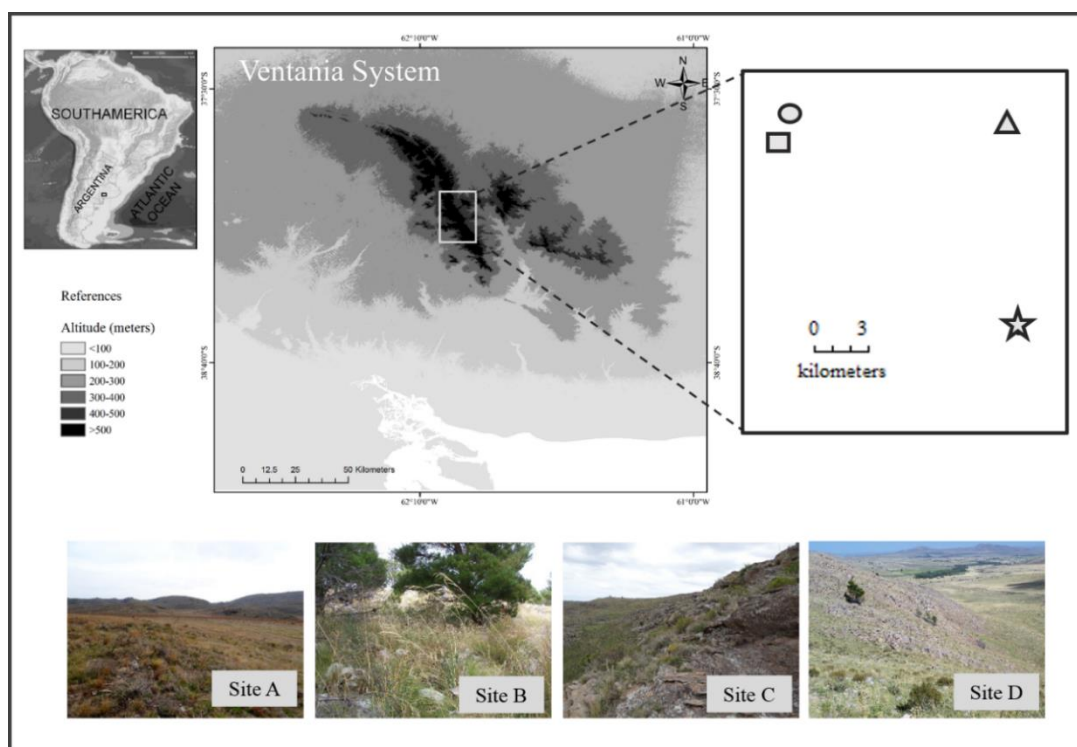 62°10'0"W
61°0'0"W
Ventania System
N
W E
S
37°30'0"S
37°30'0"S
SOUTHAMERICA
ARGENTINA
ATLANTIC
OCEAN
References
Altitude (meters)
<100
100-200
200-300
300-400
400-500
>500
38°40'0"S
38°40'0"S
0 12.5 25 50 Kilometers
62°10'0"W
61°0'0"W
0 3
kilometers
Site A
Site B
Site C
Site D